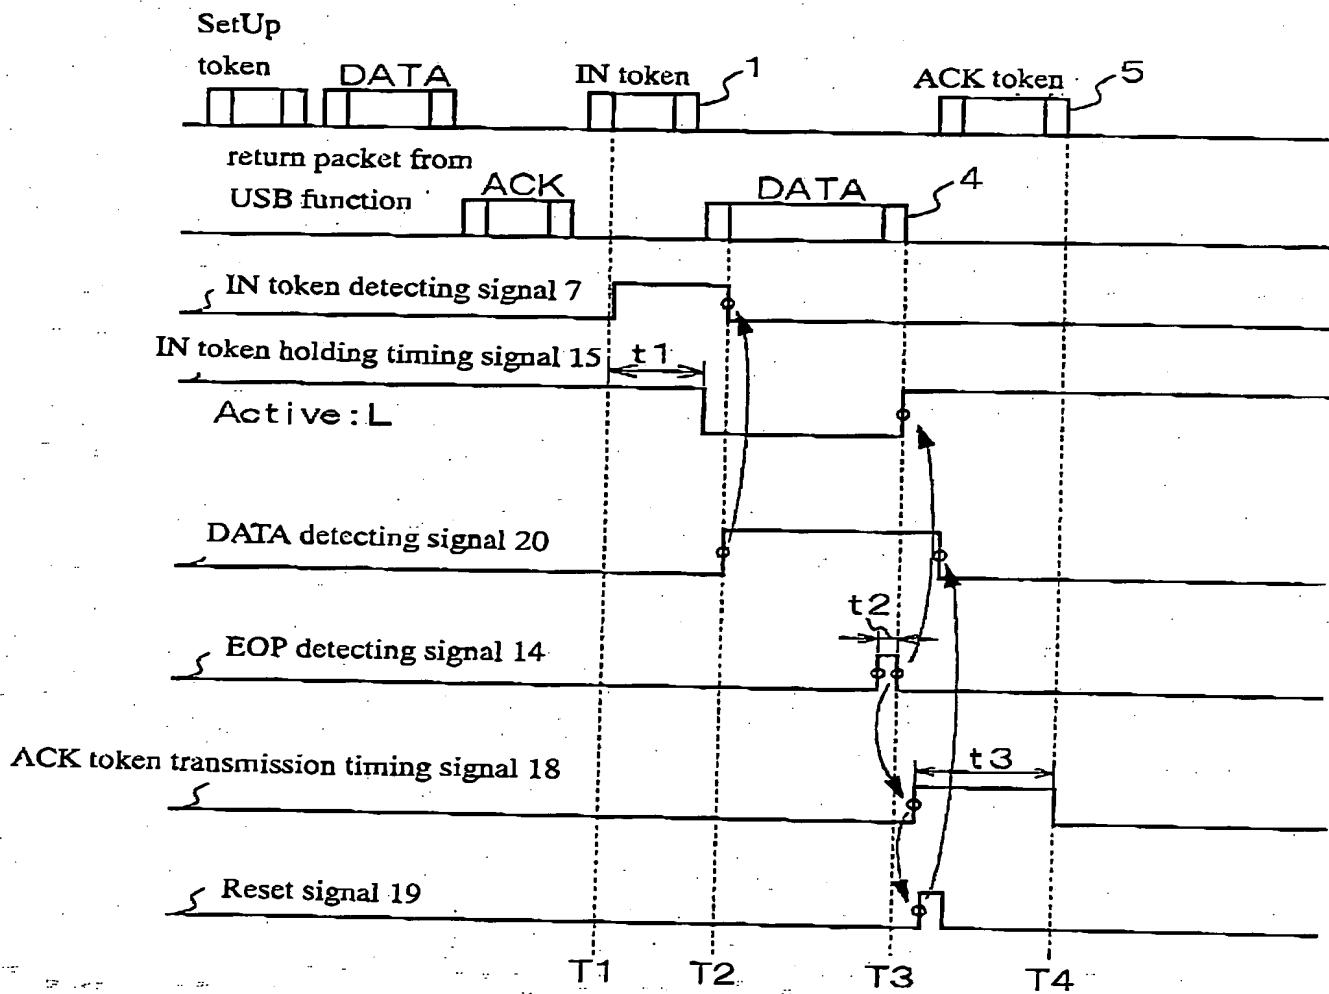 SetUp
token
DATA
IN token
1
ACK token
5
return packet from
USB function
ACK
DATA
4
IN token detecting signal 7
IN token holding timing signal 15
t1
Active:L
DATA detecting signal 20
t2
EOP detecting signal 14
ACK token transmission timing signal 18
t3
Reset signal 19
T1
T2
T3
T4